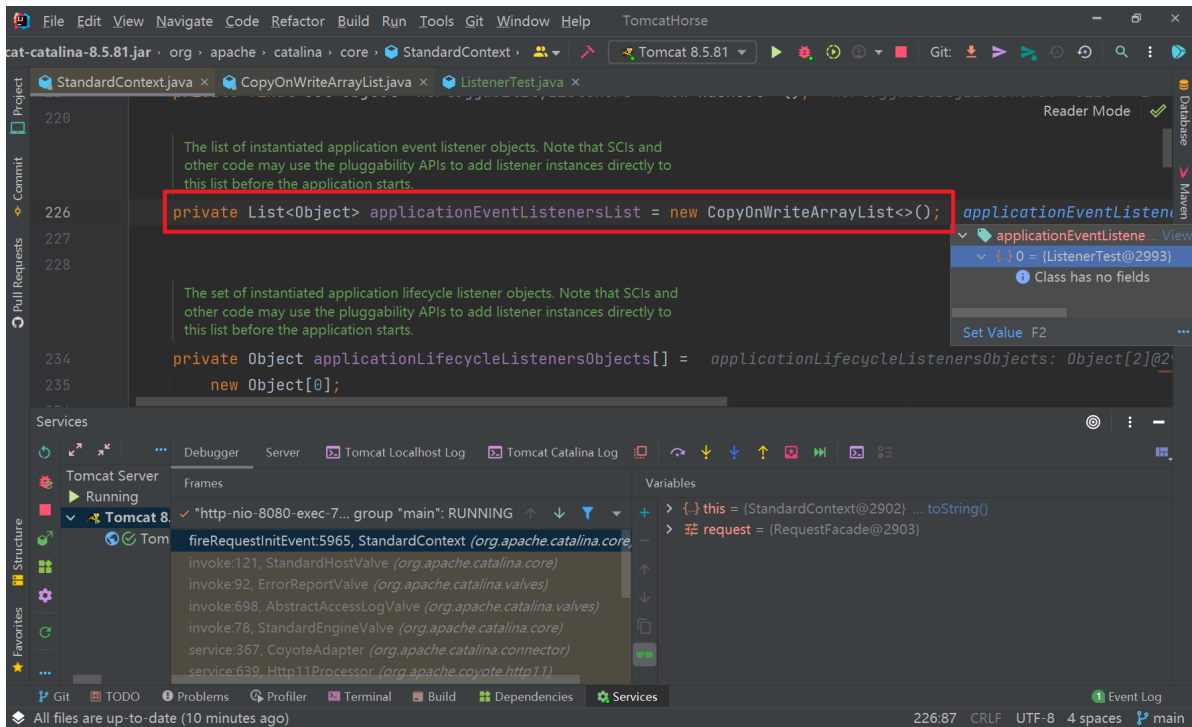 File Edit View Navigate Code Refactor Build Run Tools Git Window Help TomcatHorse
cat-catalina-8.5.81.jar › org › apache › catalina › core › StandardContext › Tomcat 8.5.81 Git:
StandardContext.java × CopyOnWriteArrayList.java × ListenerTest.java ×
Reader Mode
220
The list of instantiated application event listener objects. Note that SCIs and
other code may use the pluggability APIs to add listener instances directly to
this list before the application starts.
226 private List<Object> applicationEventListenersList = new CopyOnWriteArrayList<>(); applicationEventListene
227 applicationEventListene ... View
228 0 = {ListenerTest@2993}
Class has no fields
The set of instantiated application lifecycle listener objects. Note that SCIs and
other code may use the pluggability APIs to add listener instances directly to
this list before the application starts.
Set Value F2
234 private Object applicationLifecycleListenersObjects[] = applicationLifecycleListenersObjects: Object[2]@2
235 new Object[0];
Project
Commit
Pull Requests
Structure
Favorites
Database
Maven
Services
Debugger Server Tomcat Localhost Log Tomcat Catalina Log
Tomcat Server Frames Variables
Running
"http-nio-8080-exec-7... group "main": RUNNING this = {StandardContext@2902} ... toString()
Tomcat 8. request = {RequestFacade@2903}
Tom fireRequestInitEvent:5965, StandardContext (org.apache.catalina.core)
invoke:121, StandardHostValve (org.apache.catalina.core)
invoke:92, ErrorReportValve (org.apache.catalina.valves)
invoke:698, AbstractAccessLogValve (org.apache.catalina.valves)
invoke:78, StandardEngineValve (org.apache.catalina.core)
service:367, CoyoteAdapter (org.apache.catalina.connector)
service:639, Http11Processor (org.apache.coyote.http11)
Git TODO Problems Profiler Terminal Build Dependencies Services 1 Event Log
All files are up-to-date (10 minutes ago) 226:87 CRLF UTF-8 4 spaces main